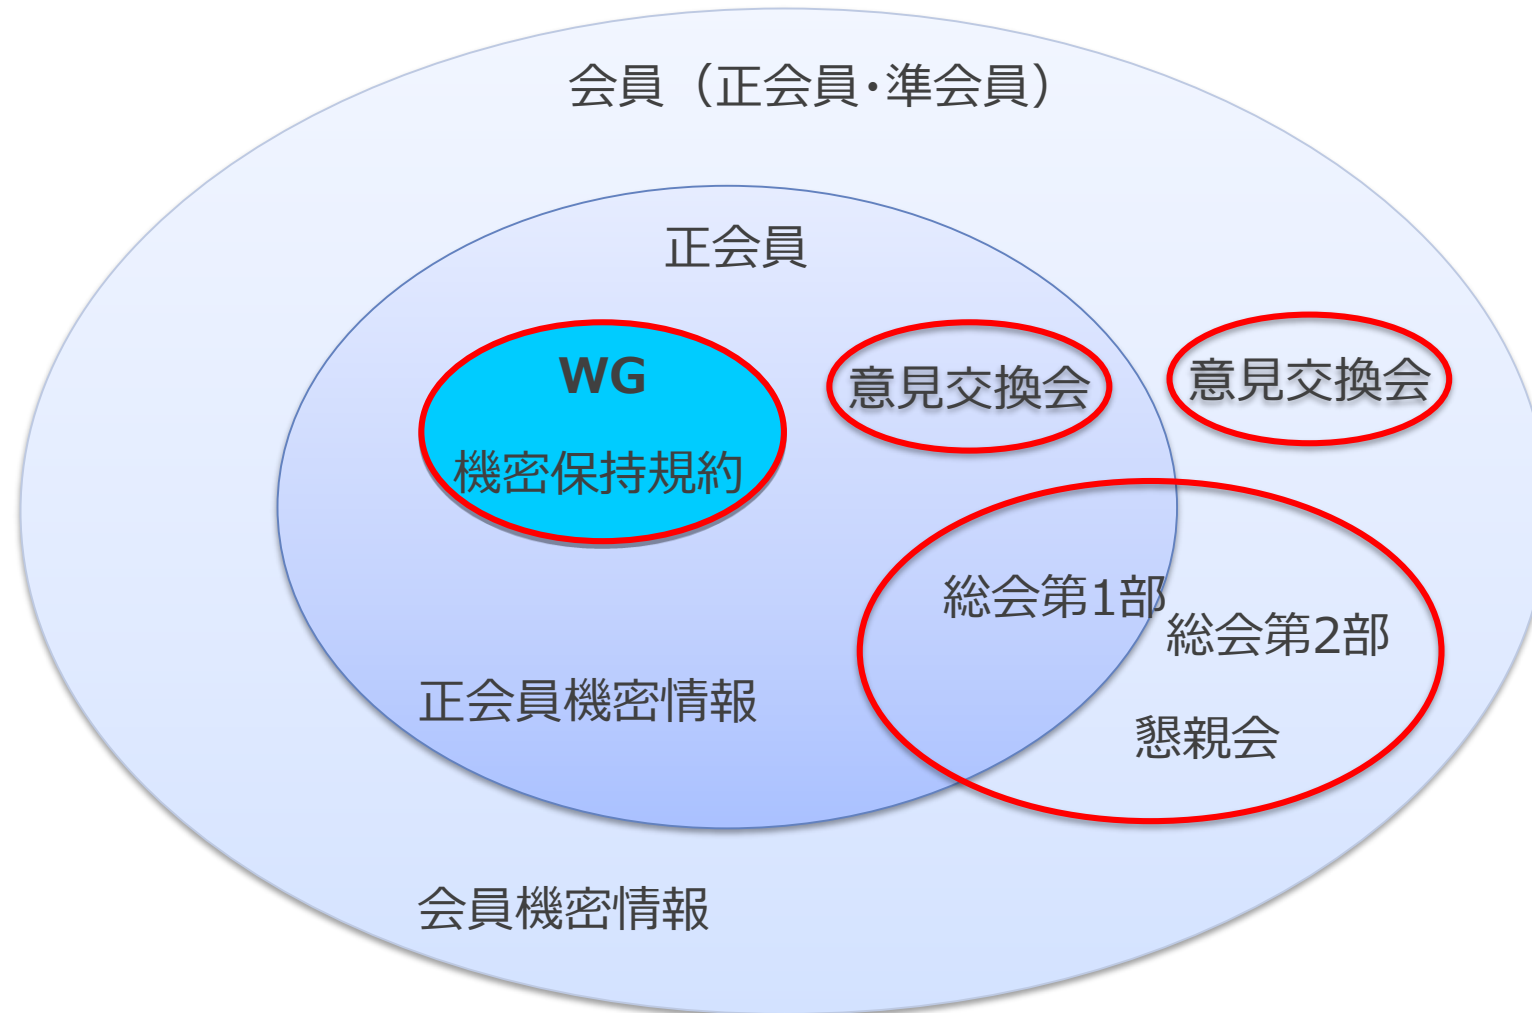 会員（正会員・準会員）
正会員
WG
機密保持規約
意見交換会
意見交換会
総会第1部
総会第2部
正会員機密情報
懇親会
会員機密情報